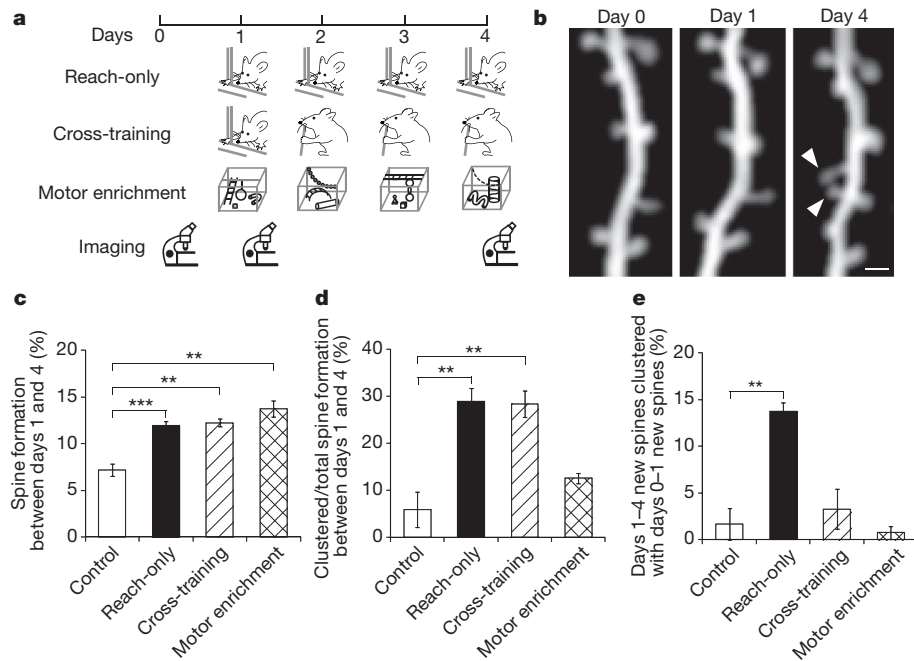 a
0 1 2 3 4
Days
Reach-only
Cross-training
Motor enrichment
Imaging
b
Day 0 Day 1 Day 4
c
Spine formation
between days 1 and 4 (%)
20
15
10
5
0
**
**
***
Control
Reach-only
Cross-training
Motor enrichment
d
Clustered/total spine formation
between days 1 and 4 (%)
40
30
20
10
0
**
**
Control
Reach-only
Cross-training
Motor enrichment
e
Days 1–4 new spines clustered
with days 0–1 new spines (%)
20
15
10
5
0
**
Control
Reach-only
Cross-training
Motor enrichment